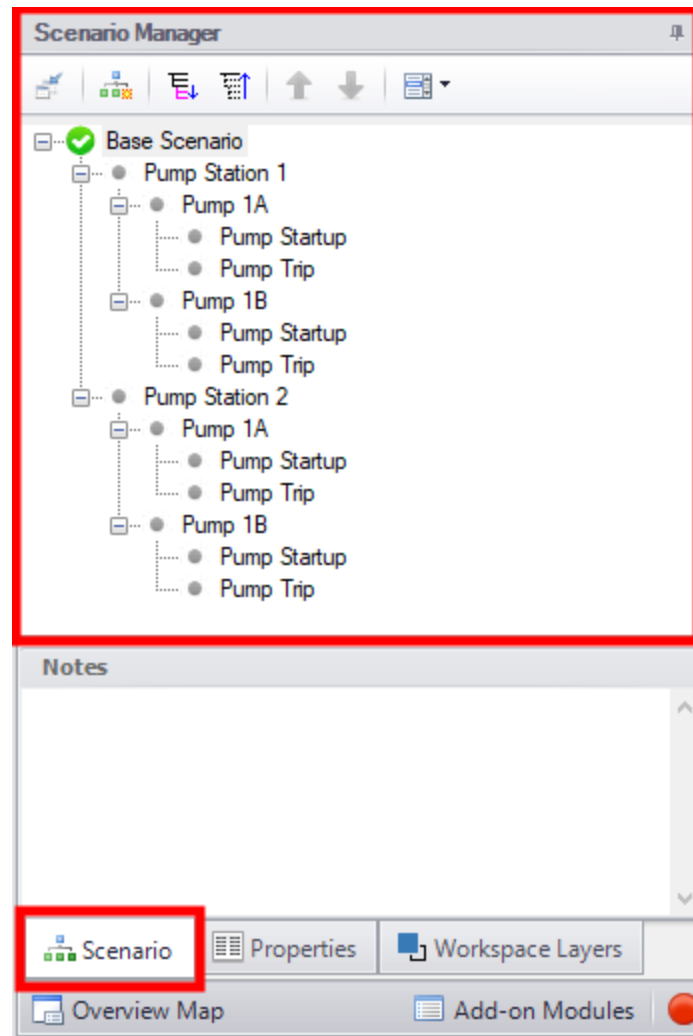 Scenario Manager
Base Scenario
Pump Station 1
Pump 1A
Pump Startup
Pump Trip
Pump 1B
Pump Startup
Pump Trip
Pump Station 2
Pump 1A
Pump Startup
Pump Trip
Pump 1B
Pump Startup
Pump Trip
Notes
Scenario Properties Workspace Layers
Overview Map Add-on Modules